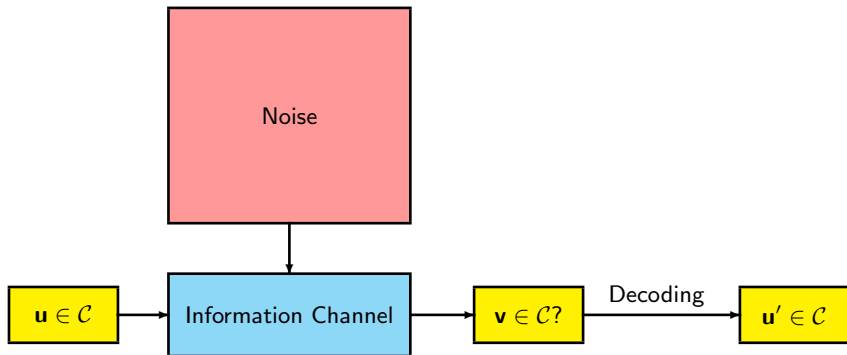 Noise
u ∈ 𝒞
Information Channel
v ∈ 𝒞?
Decoding
u′ ∈ 𝒞